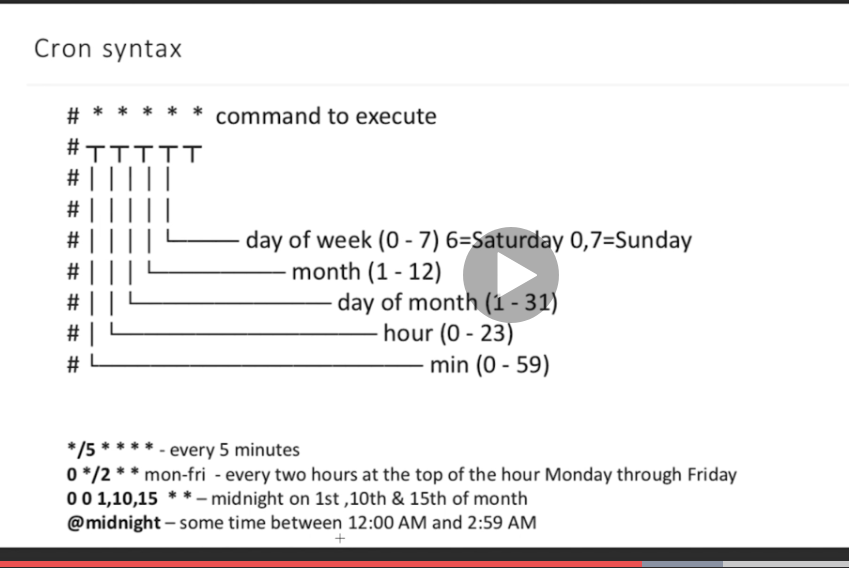 Cron syntax
# * * * * * command to execute
# ┬ ┬ ┬ ┬ ┬
# │ │ │ │ │
# │ │ │ │ │
# │ │ │ │ └───── day of week (0 - 7) 6=Saturday 0,7=Sunday
# │ │ │ └────────── month (1 - 12)
# │ │ └─────────────── day of month (1 - 31)
# │ └──────────────────── hour (0 - 23)
# └───────────────────────── min (0 - 59)
*/5 * * * * - every 5 minutes
0 */2 * * mon-fri - every two hours at the top of the hour Monday through Friday
0 0 1,10,15 * * – midnight on 1st ,10th & 15th of month
@midnight – some time between 12:00 AM and 2:59 AM